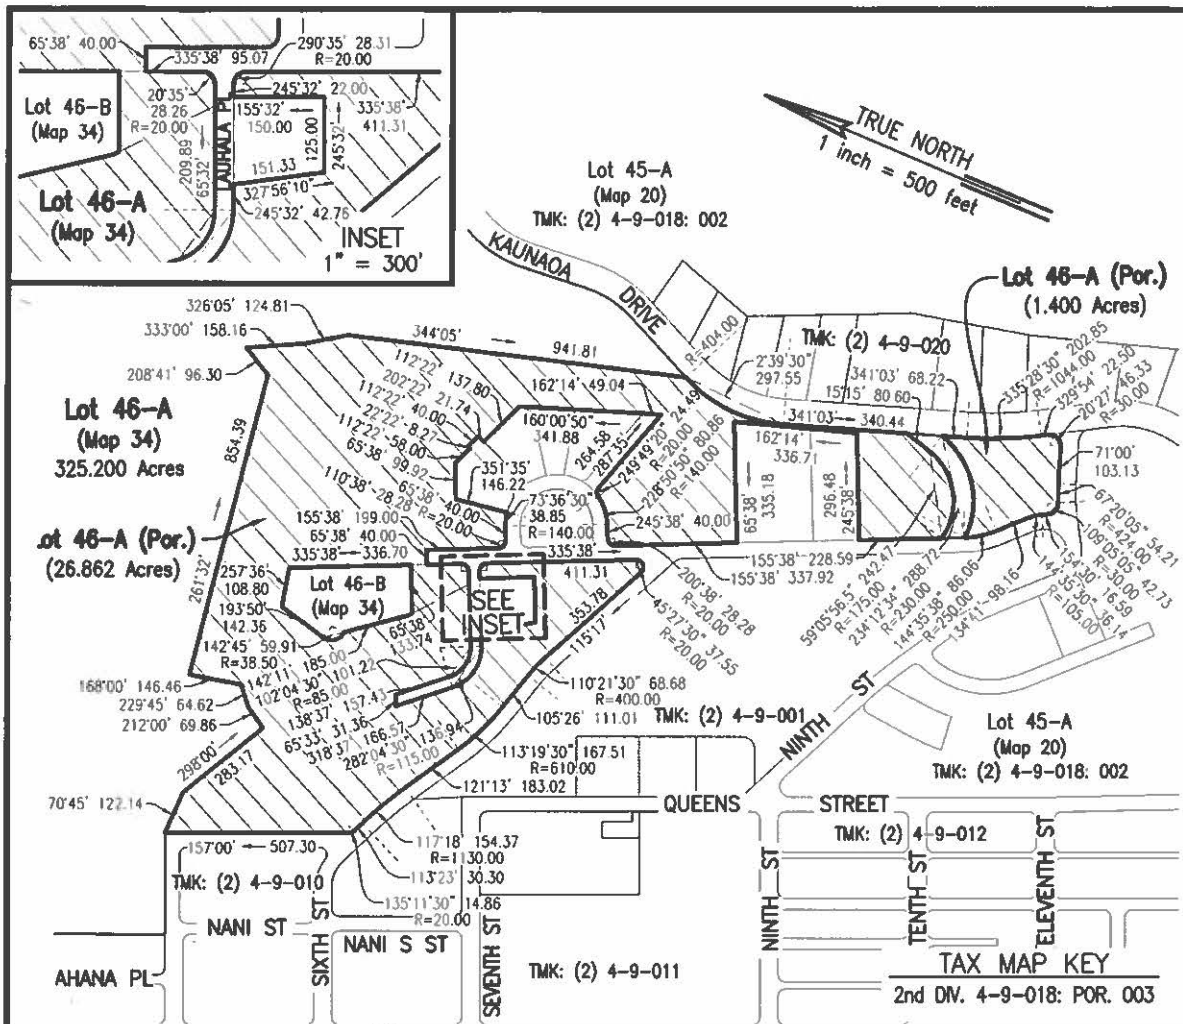 65°38' 40.00
335°38' 95.07
290°35' 28.31
R=20.00
245°32' 22.00
20°35'
28.26
R=20.00
155°32'
150.00
335°38'
411.31
Lot 46-B
(Map 34)
LAUHALA PL
209.89
65°32'
125.00
245°32'
151.33
327°56'10"
245°32' 42.76
Lot 46-A
(Map 34)
INSET
1" = 300'
TRUE NORTH
1 inch = 500 feet
Lot 45-A
(Map 20)
TMK: (2) 4-9-018: 002
KAUNAOA
DRIVE
Lot 46-A (Por.)
(1.400 Acres)
TMK: (2) 4-9-020
326°05' 124.81
333°00' 158.16
208°41' 96.30
344°05'
941.81
R=404.00
2°39'30"
297.55
341°03' 68.22
15°15' 80.60
341°03' 340.44
335°28'30" 202.85
R=1044.00
329°54' 22.50
20°27' 46.33
R=30.00
71°00'
103.13
67°20'05" 54.21
R=424.00
109°05'05" 42.73
R=30.00
154°30' 16.59
144°35'30" 36.14
R=105.00
Lot 46-A
(Map 34)
325.200 Acres
854.39
261°32'
112°22' 137.80
202°22' 21.74
112°22' 40.00
22°22' 8.27
112°22' 58.00
65°38' 99.92
110°38' 28.28
R=20.00
65°38' 40.00
162°14' 49.04
160°00'50"
341.88
264.58
287°35'
249°49'20" 24.49
R=20.00
228°50'50" 80.86
R=140.00
351°35'
146.22
73°36'30"
38.85
R=140.00
245°38' 40.00
162°14'
336.71
65°38'
335.18
296.48
245°38'
155°38' 199.00
65°38' 40.00
335°38' 336.70
.ot 46-A (Por.)
(26.862 Acres)
335°38'
411.31
155°38' 228.59
155°38' 337.92
59°05'56.5" 242.47
R=175.00
234°12'34" 288.72
R=230.00
144°35'38" 86.06
R=250.00
134°41' 98.16
257°36'
108.80
193°50'
142.36
142°45' 59.91
R=38.50
Lot 46-B
(Map 34)
SEE
INSET
200°38' 28.28
R=20.00
45°27'30" 37.55
R=20.00
353.78
115°17'
65°38'
133.74
142°11' 185.00
102°04'30" 101.22
R=85.00
138°37' 157.43
65°33' 31.36
318°37' 166.57
282°04'30" 136.94
R=115.00
168°00' 146.46
229°45' 64.62
212°00' 69.86
298°00'
283.17
70°45' 122.14
110°21'30" 68.68
R=400.00
105°26' 111.01
TMK: (2) 4-9-001
113°19'30" 167.51
R=610.00
121°13' 183.02
NINTH ST
Lot 45-A
(Map 20)
TMK: (2) 4-9-018: 002
QUEENS STREET
TMK: (2) 4-9-012
157°00' 507.30
TMK: (2) 4-9-010
117°18' 154.37
R=1130.00
113°23' 30.30
135°11'30" 14.86
R=20.00
NANI ST
SIXTH ST
NANI S ST
SEVENTH ST
NINTH ST
TENTH ST
ELEVENTH ST
AHANA PL
TMK: (2) 4-9-011
TAX MAP KEY
2nd DIV. 4-9-018: POR. 003